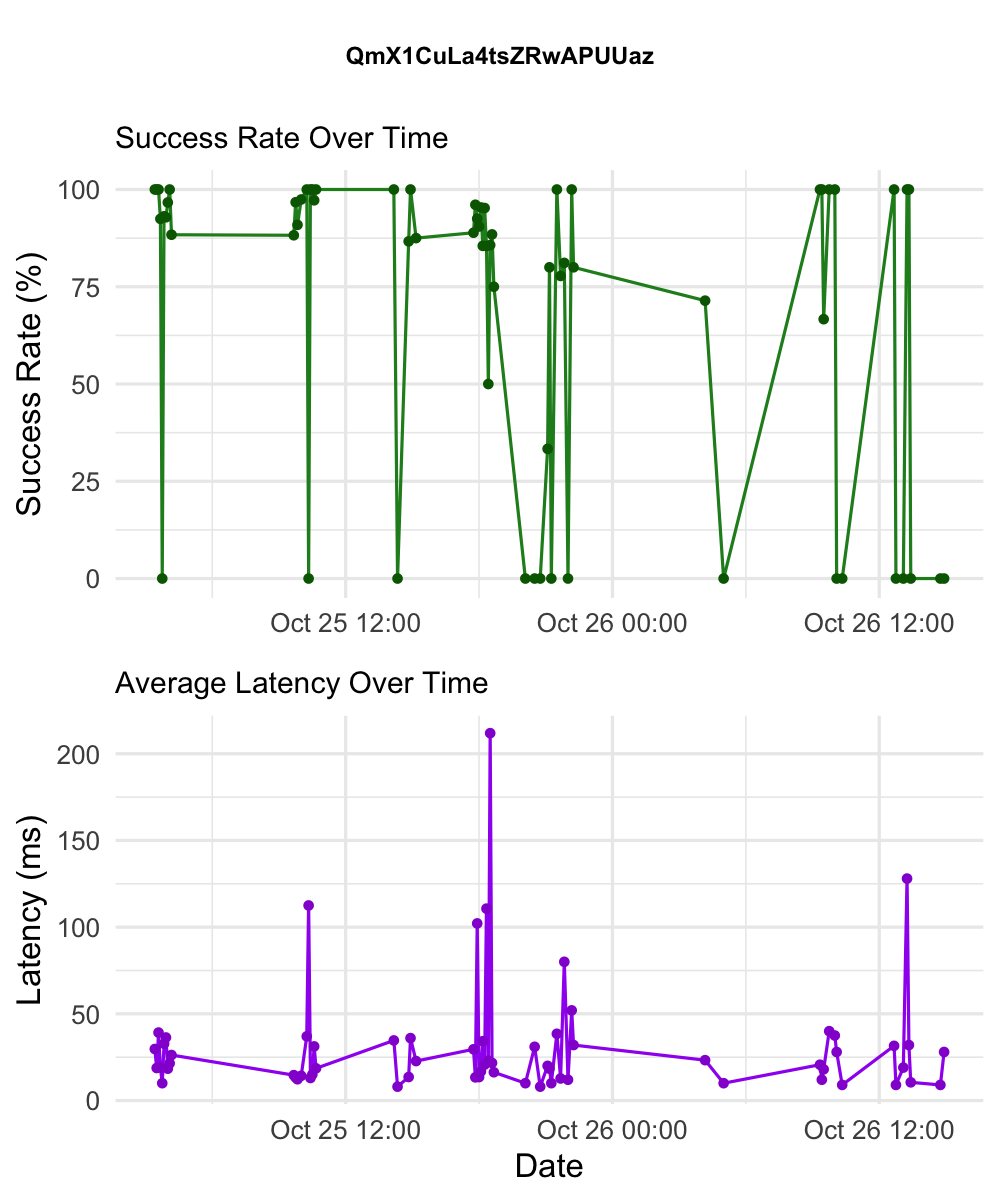 QmX1CuLa4tsZRwAPUUaz
Success Rate Over Time
Success Rate (%)
100
75
50
25
0
Oct 25 12:00
Oct 26 00:00
Oct 26 12:00
Average Latency Over Time
Latency (ms)
200
150
100
50
0
Oct 25 12:00
Oct 26 00:00
Oct 26 12:00
Date